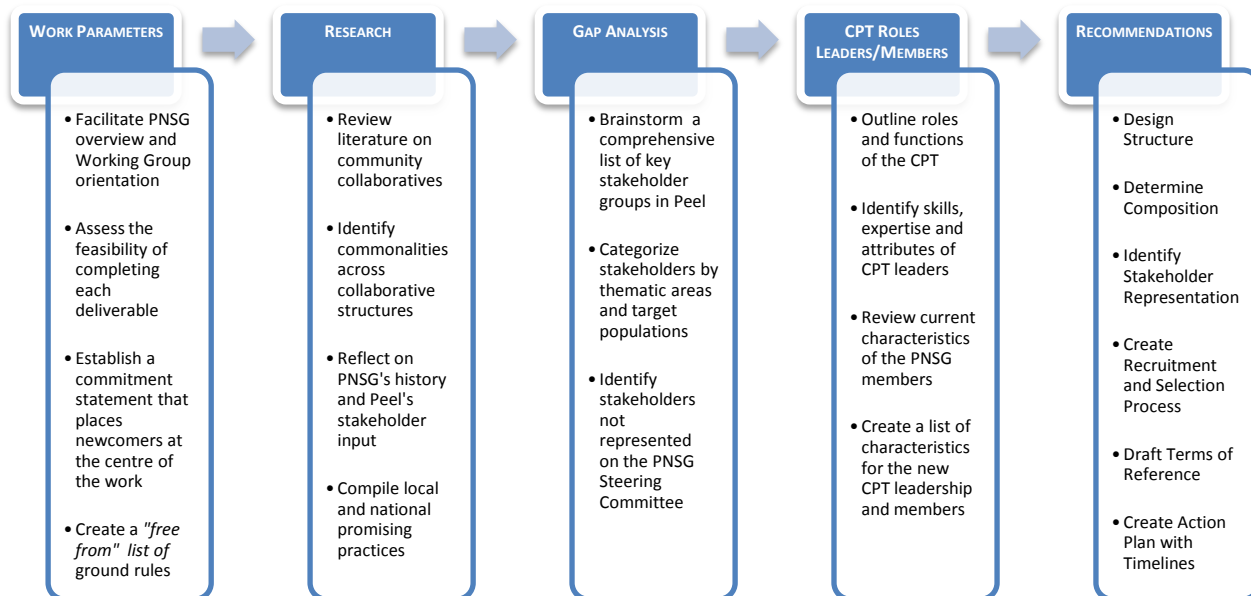 WORK PARAMETERS
• Facilitate PNSG
overview and
Working Group
orientation
• Assess the
feasibility of
completing
each
deliverable
• Establish a
commitment
statement that
places
newcomers at
the centre of
the work
• Create a "free
from" list of
ground rules
RESEARCH
• Review
literature on
community
collaboratives
• Identify
commonalities
across
collaborative
structures
• Reflect on
PNSG's history
and Peel's
stakeholder
input
• Compile local
and national
promising
practices
GAP ANALYSIS
• Brainstorm a
comprehensive
list of key
stakeholder
groups in Peel
• Categorize
stakeholders by
thematic areas
and target
populations
• Identify
stakeholders
not
represented
on the PNSG
Steering
Committee
CPT ROLES
LEADERS/MEMBERS
• Outline roles
and functions
of the CPT
• Identify skills,
expertise and
attributes of
CPT leaders
• Review current
characteristics
of the PNSG
members
• Create a list of
characteristics
for the new
CPT leadership
and members
RECOMMENDATIONS
• Design
Structure
• Determine
Composition
• Identify
Stakeholder
Representation
• Create
Recruitment
and Selection
Process
• Draft Terms of
Reference
• Create Action
Plan with
Timelines